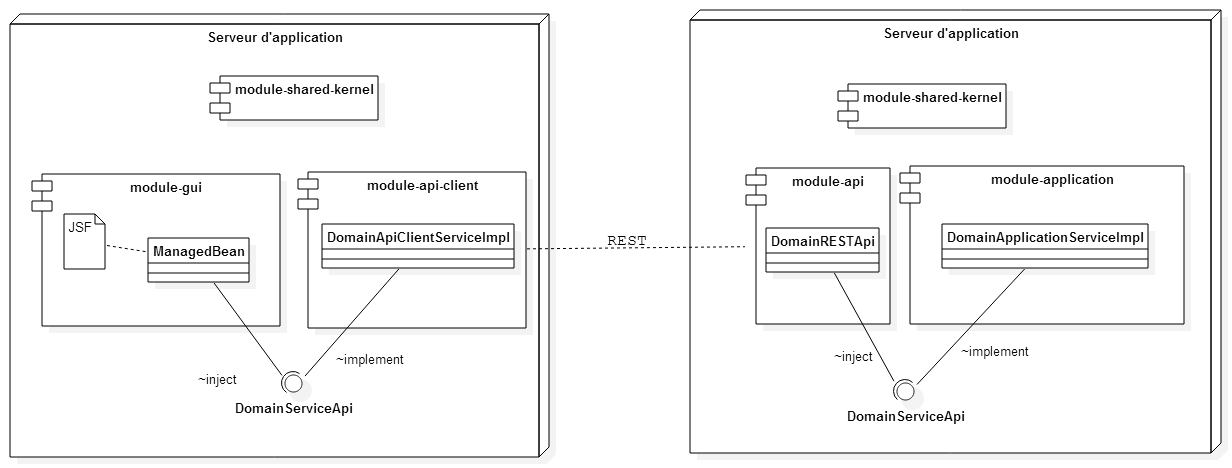 Serveur d'application
module-shared-kernel
module-gui
JSF
ManagedBean
module-api-client
DomainApiClientServiceImpl
~inject
~implement
DomainServiceApi
REST
Serveur d'application
module-shared-kernel
module-api
DomainRESTApi
module-application
DomainApplicationServiceImpl
~inject
~implement
DomainServiceApi